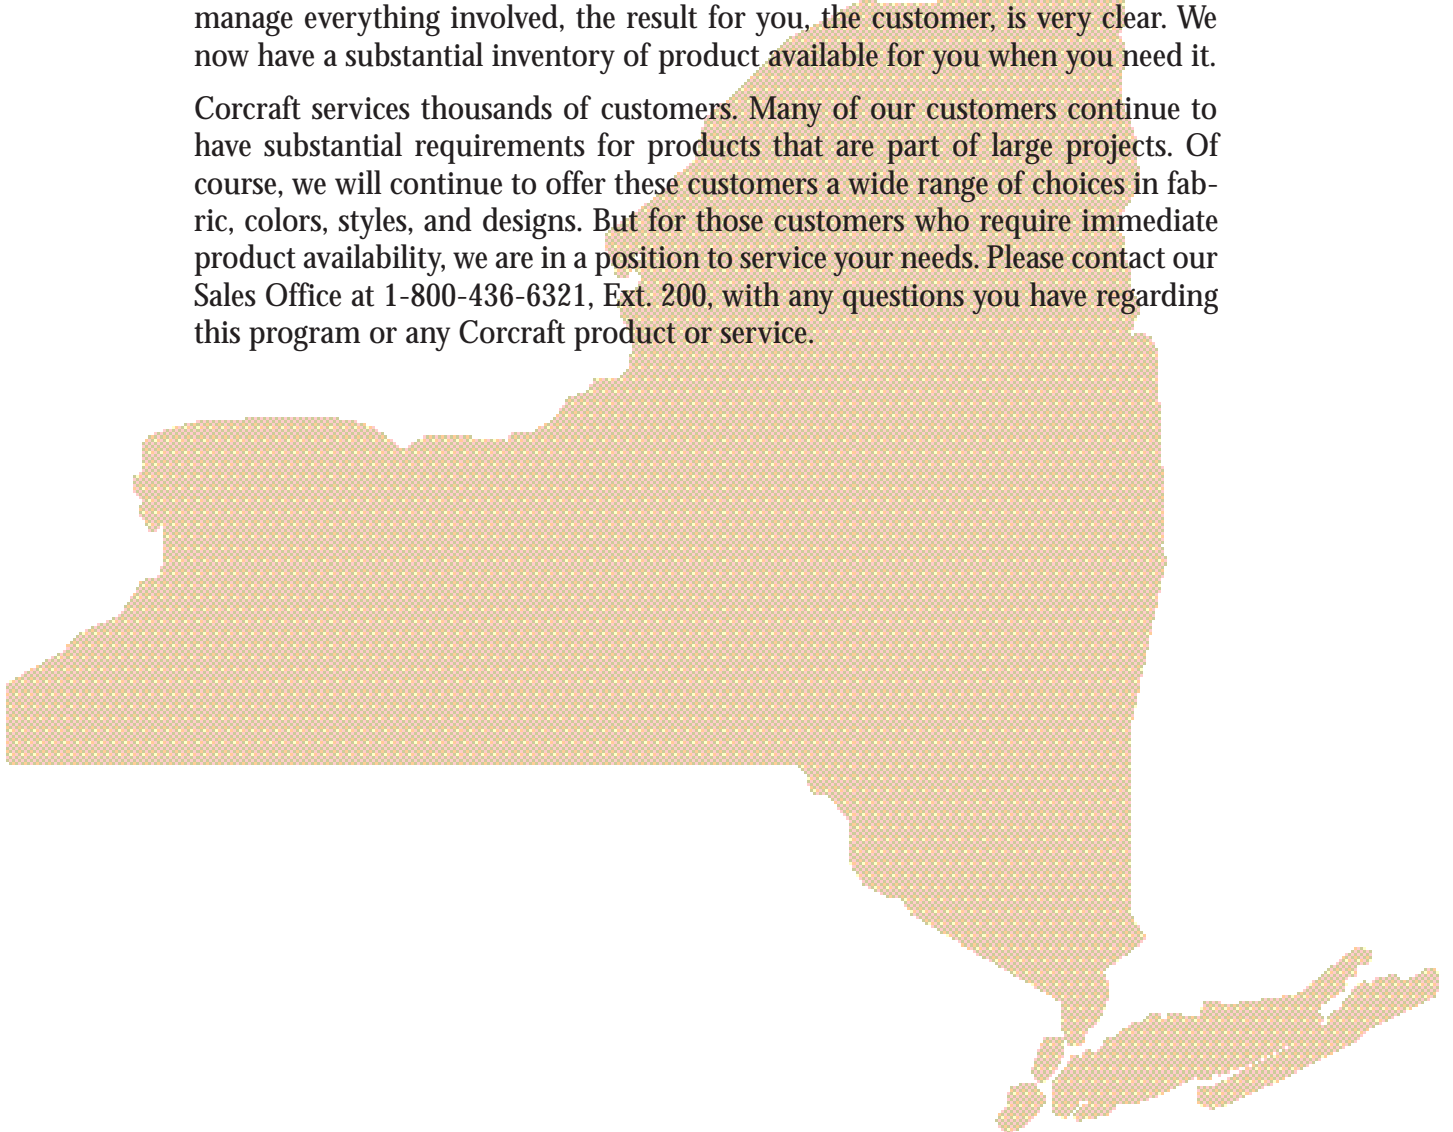 manage everything involved, the result for you, the customer, is very clear. We
now have a substantial inventory of product available for you when you need it.
Corcraft services thousands of customers. Many of our customers continue to
have substantial requirements for products that are part of large projects. Of
course, we will continue to offer these customers a wide range of choices in fab-
ric, colors, styles, and designs. But for those customers who require immediate
product availability, we are in a position to service your needs. Please contact our
Sales Office at 1-800-436-6321, Ext. 200, with any questions you have regarding
this program or any Corcraft product or service.